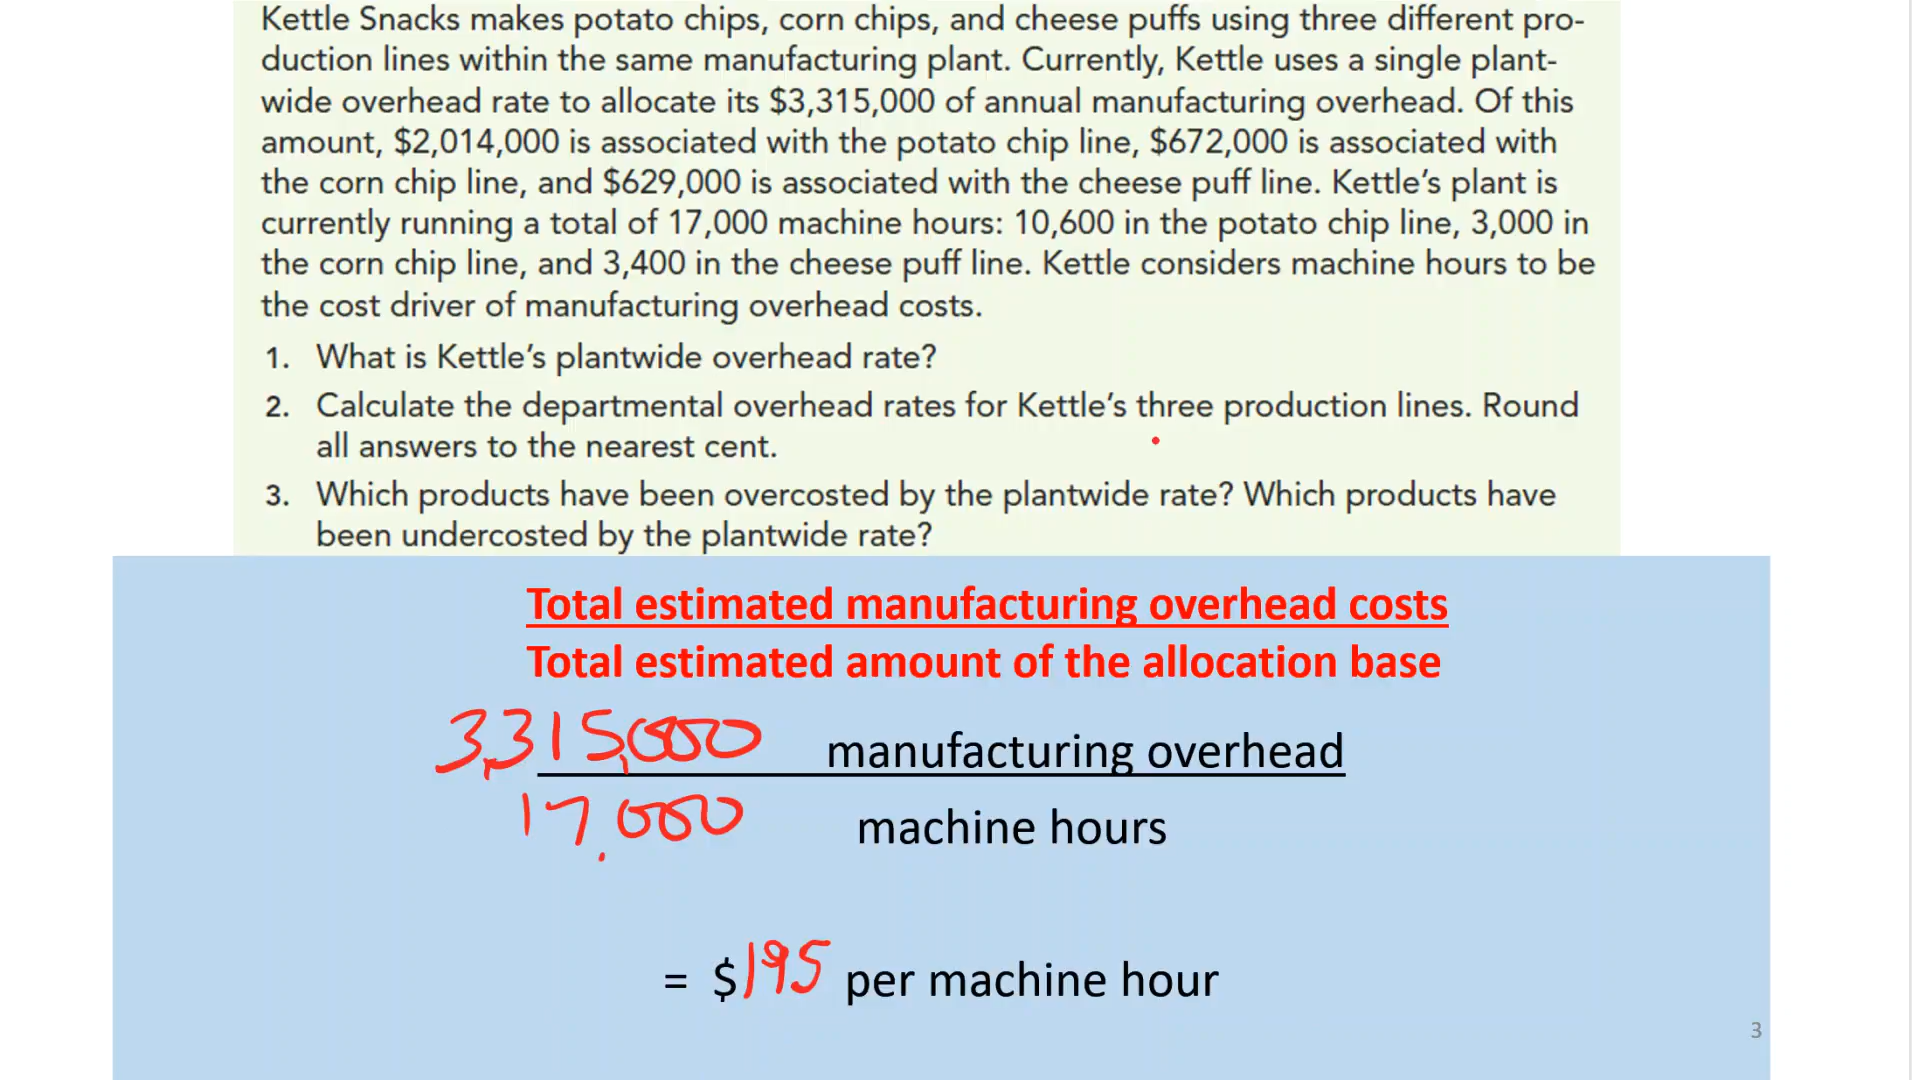 Kettle Snacks makes potato chips, corn chips, and cheese puffs using three different pro-
duction lines within the same manufacturing plant. Currently, Kettle uses a single plant-
wide overhead rate to allocate its $3,315,000 of annual manufacturing overhead. Of this
amount, $2,014,000 is associated with the potato chip line, $672,000 is associated with
the corn chip line, and $629,000 is associated with the cheese puff line. Kettle’s plant is
currently running a total of 17,000 machine hours: 10,600 in the potato chip line, 3,000 in
the corn chip line, and 3,400 in the cheese puff line. Kettle considers machine hours to be
the cost driver of manufacturing overhead costs.
1. What is Kettle’s plantwide overhead rate?
2. Calculate the departmental overhead rates for Kettle’s three production lines. Round
all answers to the nearest cent.
3. Which products have been overcosted by the plantwide rate? Which products have
been undercosted by the plantwide rate?
Total estimated manufacturing overhead costs
Total estimated amount of the allocation base
3,315,000 manufacturing overhead
17,000 machine hours
= $195 per machine hour
3